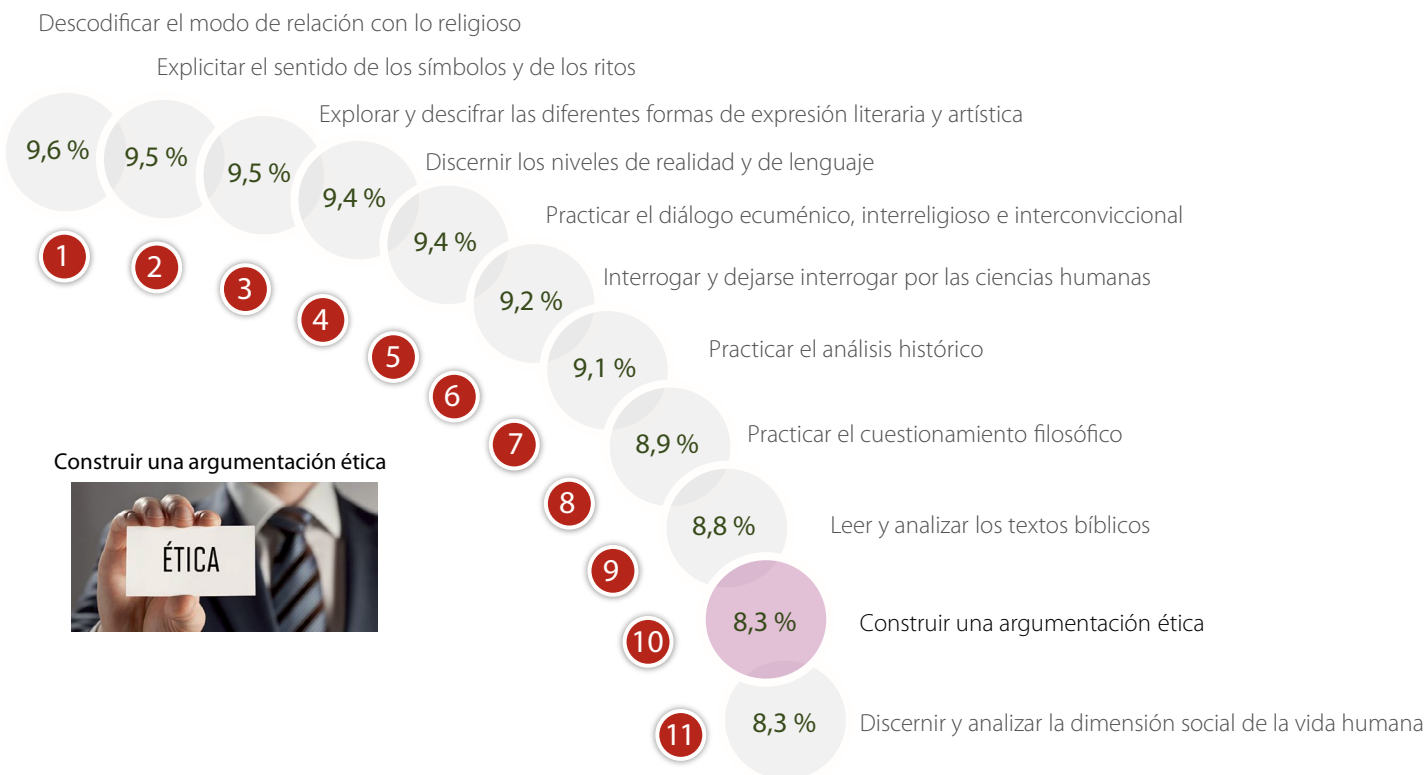 Descodificar el modo de relación con lo religioso
Explicitar el sentido de los símbolos y de los ritos
Explorar y descifrar las diferentes formas de expresión literaria y artística
9,6 %
9,5 %
9,5 %
Discernir los niveles de realidad y de lenguaje
9,4 %
Practicar el diálogo ecuménico, interreligioso e interconviccional
9,4 %
1
2
3
Interrogar y dejarse interrogar por las ciencias humanas
9,2 %
4
5
Practicar el análisis histórico
9,1 %
6
7
Practicar el cuestionamiento filosófico
8,9 %
Construir una argumentación ética
8
Leer y analizar los textos bíblicos
8,8 %
ÉTICA
9
Construir una argumentación ética
8,3 %
10
Discernir y analizar la dimensión social de la vida humana
8,3 %
11